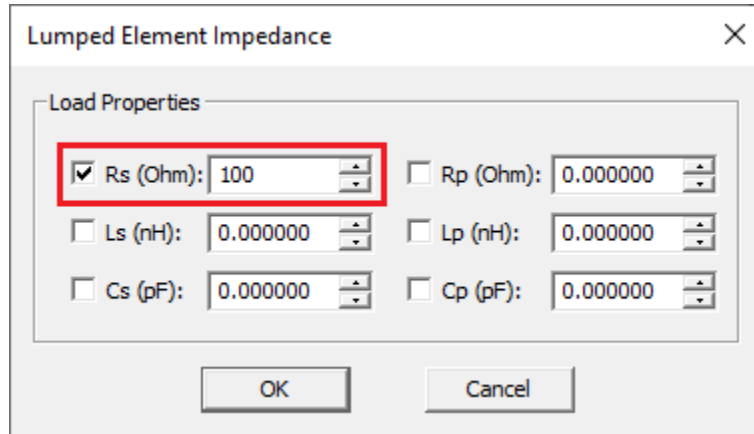 Lumped Element Impedance
Load Properties
Rs (Ohm): 100 Rp (Ohm): 0.000000
Ls (nH): 0.000000 Lp (nH): 0.000000
Cs (pF): 0.000000 Cp (pF): 0.000000
OK Cancel